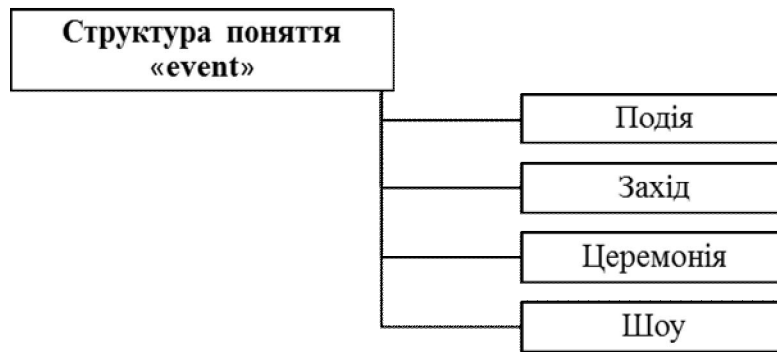 Структура поняття
«event»
Подія
Захід
Церемонія
Шоу